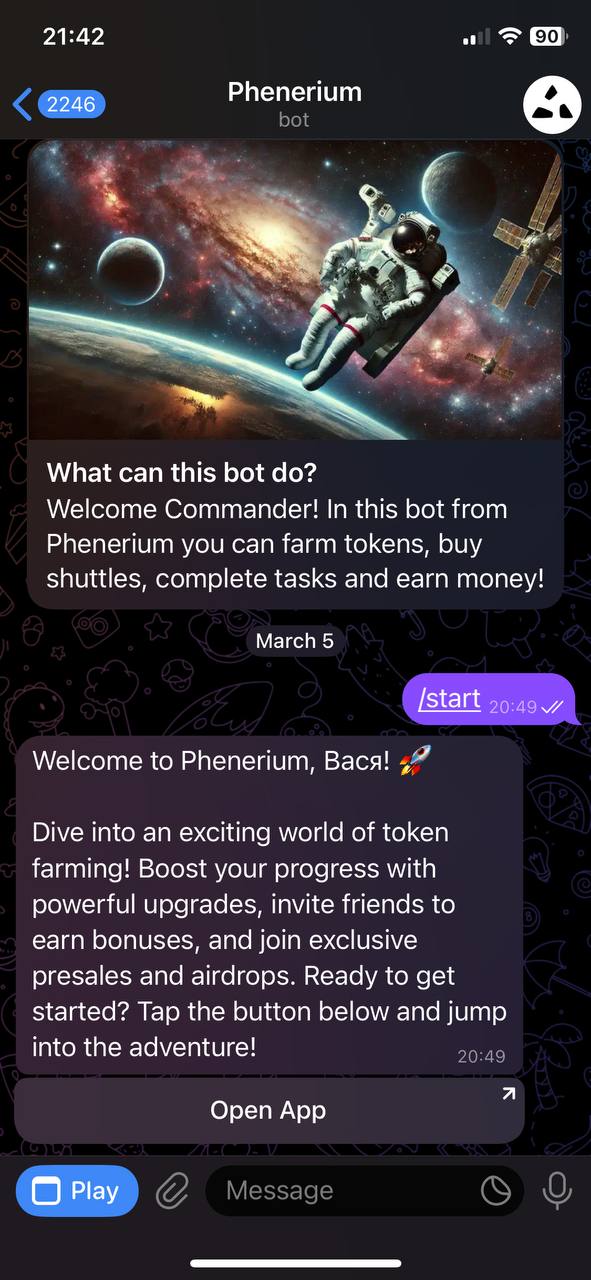 21:42
90
2246
Phenerium
bot
What can this bot do?
Welcome Commander! In this bot from
Phenerium you can farm tokens, buy
shuttles, complete tasks and earn money!
March 5
/start 20:49
Welcome to Phenerium, Вася! 🚀
Dive into an exciting world of token
farming! Boost your progress with
powerful upgrades, invite friends to
earn bonuses, and join exclusive
presales and airdrops. Ready to get
started? Tap the button below and jump
into the adventure! 20:49
Open App
Play
Message